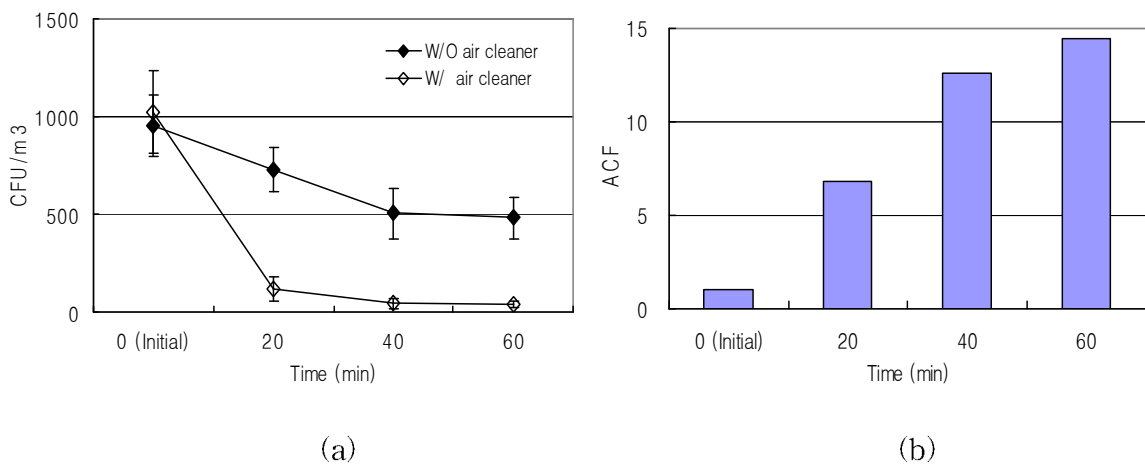 1500
1000
500
0
CFU/m3
W/O air cleaner
W/ air cleaner
0 (Initial)
20
40
60
Time (min)
(a)
15
10
5
0
ACF
0 (Initial)
20
40
60
Time (min)
(b)